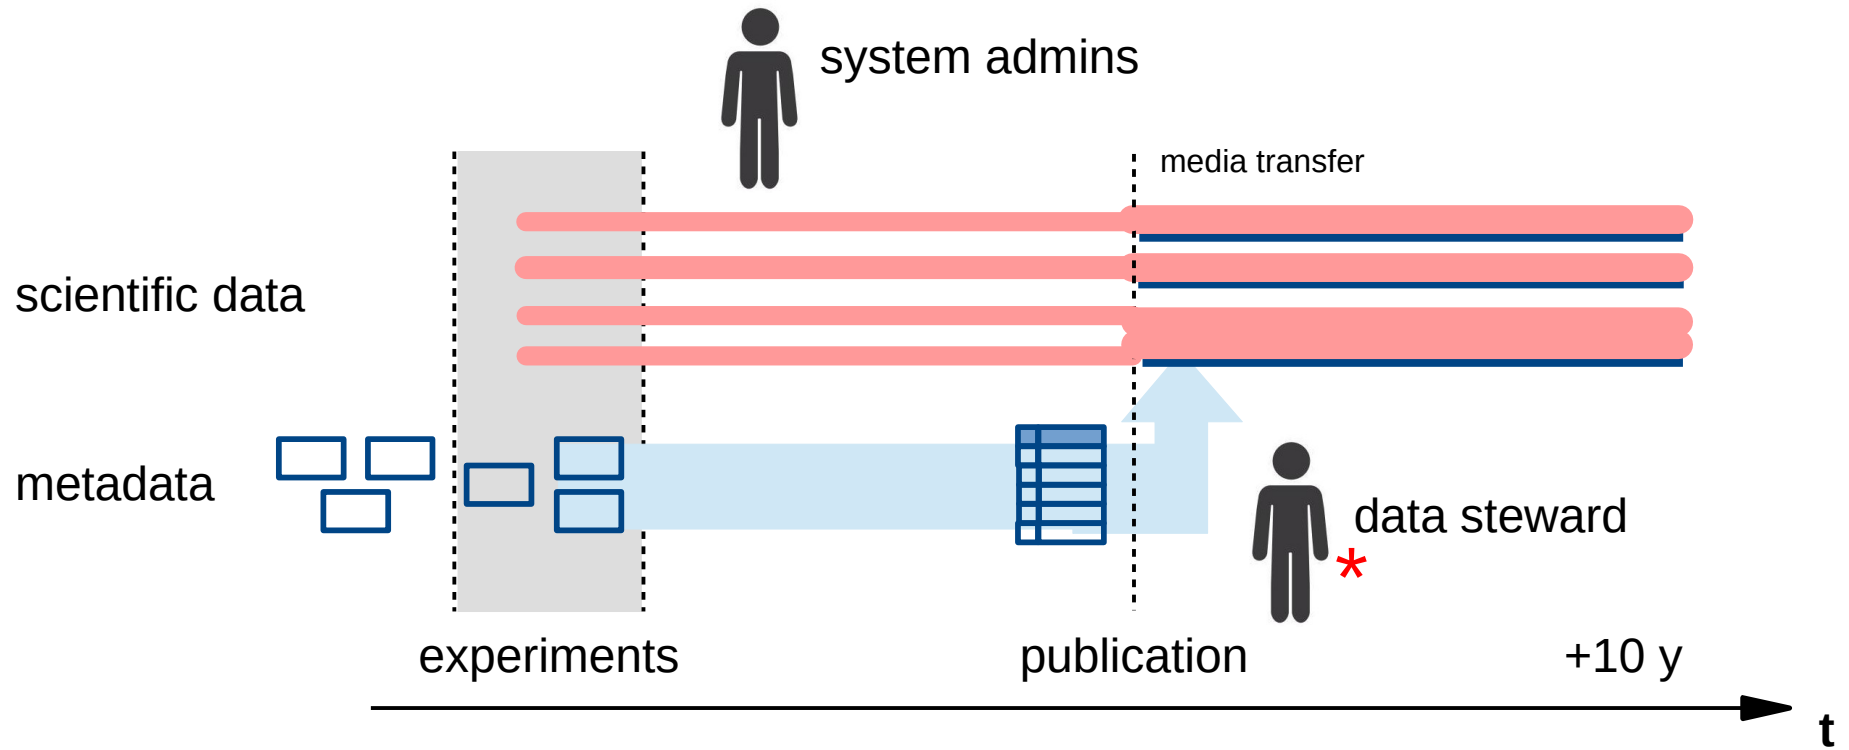 system admins
media transfer
scientific data
metadata
data steward
*
experiments
publication
+10 y
t